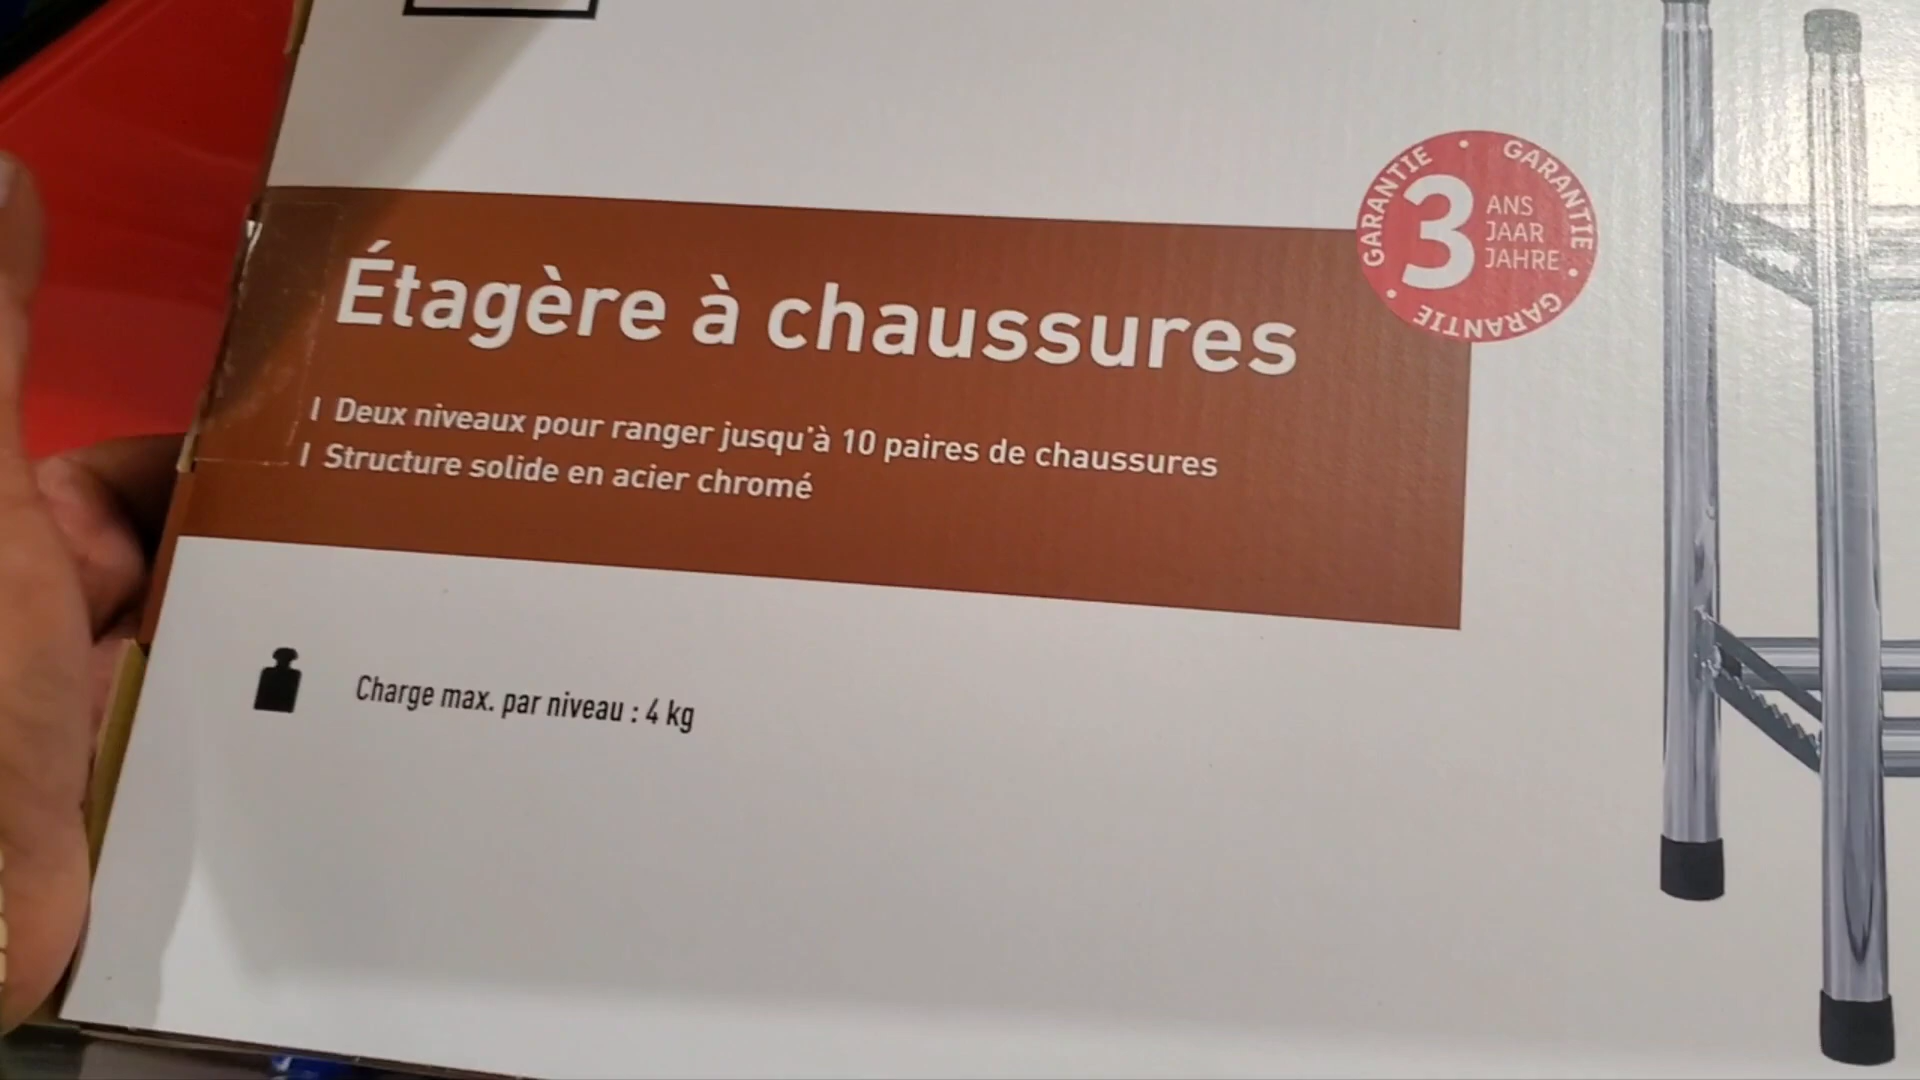 Étagère à chaussures
I Deux niveaux pour ranger jusqu'à 10 paires de chaussures
I Structure solide en acier chromé
Charge max. par niveau : 4 kg
GARANTIE • GARANTIE • GARANTIE •
3
ANS
JAAR
JAHRE